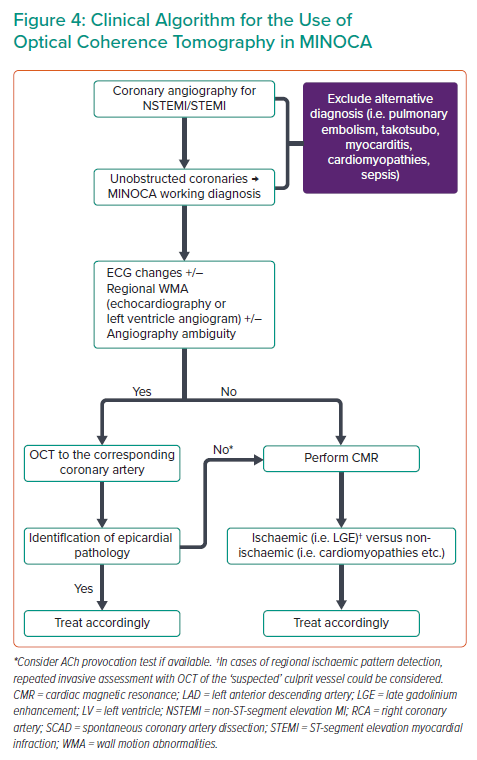 Figure 4: Clinical Algorithm for the Use of
Optical Coherence Tomography in MINOCA
Coronary angiography for
NSTEMI/STEMI
Exclude alternative
diagnosis (i.e. pulmonary
embolism, takotsubo,
myocarditis,
cardiomyopathies,
sepsis)
Unobstructed coronaries →
MINOCA working diagnosis
ECG changes +/–
Regional WMA
(echocardiography or
left ventricle angiogram) +/–
Angiography ambiguity
Yes
No
OCT to the corresponding
coronary artery
No*
Perform CMR
Identification of epicardial
pathology
Ischaemic (i.e. LGE)† versus non-
ischaemic (i.e. cardiomyopathies etc.)
Yes
Treat accordingly
Treat accordingly
*Consider ACh provocation test if available. †In cases of regional ischaemic pattern detection,
repeated invasive assessment with OCT of the ‘suspected’ culprit vessel could be considered.
CMR = cardiac magnetic resonance; LAD = left anterior descending artery; LGE = late gadolinium
enhancement; LV = left ventricle; NSTEMI = non-ST-segment elevation MI; RCA = right coronary
artery; SCAD = spontaneous coronary artery dissection; STEMI = ST-segment elevation myocardial
infraction; WMA = wall motion abnormalities.